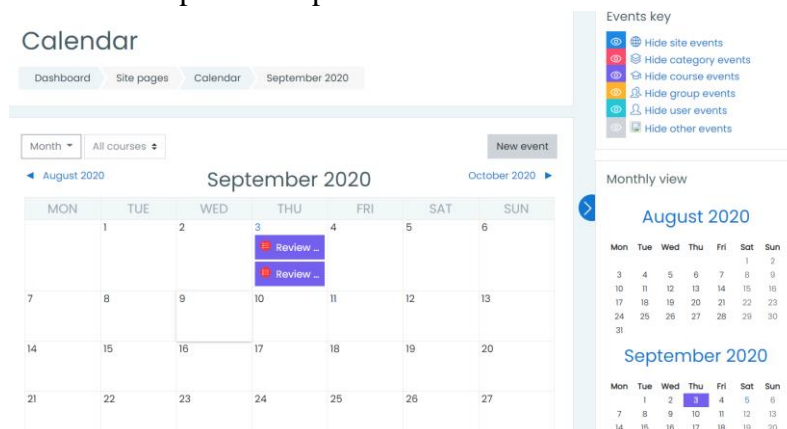 Calendar
Dashboard Site pages Calendar September 2020
Month All courses New event
August 2020 September 2020 October 2020
MON TUE WED THU FRI SAT SUN
1 2 3 4 5 6
Review ...
Review ...
7 8 9 10 11 12 13
14 15 16 17 18 19 20
21 22 23 24 25 26 27
Events key
Hide site events
Hide category events
Hide course events
Hide group events
Hide user events
Hide other events
Monthly view
August 2020
Mon Tue Wed Thu Fri Sat Sun
1 2
3 4 5 6 7 8 9
10 11 12 13 14 15 16
17 18 19 20 21 22 23
24 25 26 27 28 29 30
31
September 2020
Mon Tue Wed Thu Fri Sat Sun
1 2 3 4 5 6
7 8 9 10 11 12 13
14 15 16 17 18 19 20